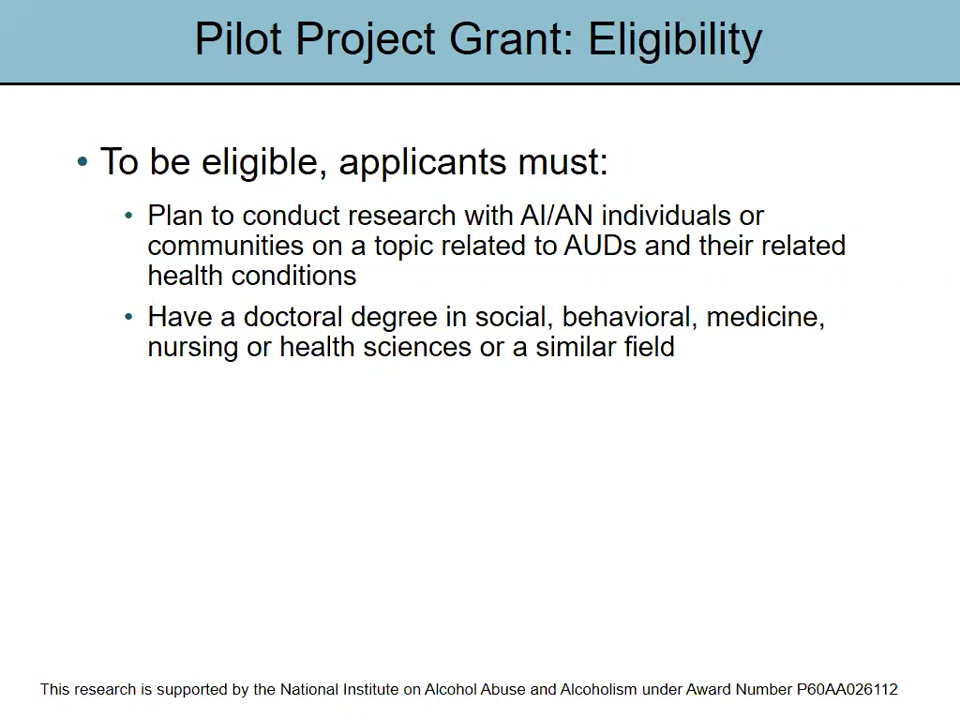 Pilot Project Grant: Eligibility
• To be eligible, applicants must:
• Plan to conduct research with AI/AN individuals or
communities on a topic related to AUDs and their related
health conditions
• Have a doctoral degree in social, behavioral, medicine,
nursing or health sciences or a similar field
This research is supported by the National Institute on Alcohol Abuse and Alcoholism under Award Number P60AA026112